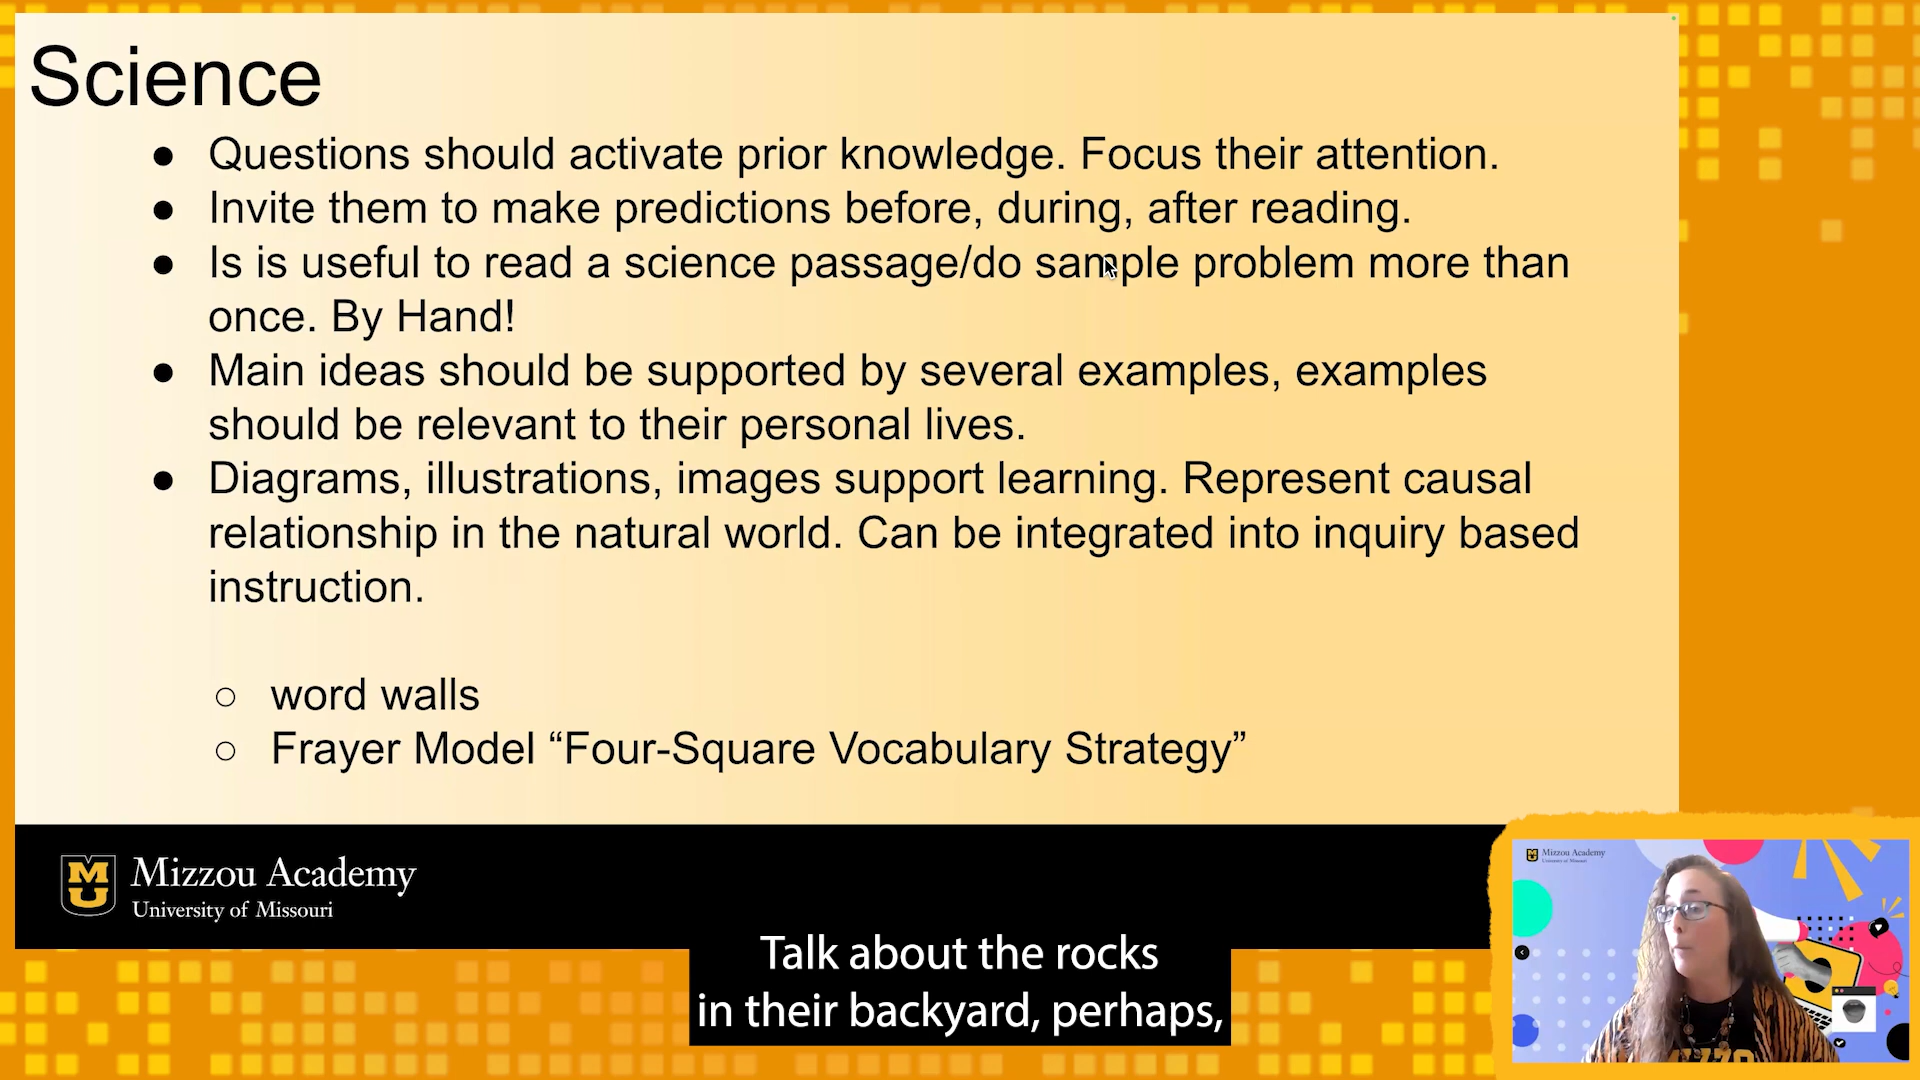 Science
● Questions should activate prior knowledge. Focus their attention.
● Invite them to make predictions before, during, after reading.
● Is is useful to read a science passage/do sample problem more than
once. By Hand!
● Main ideas should be supported by several examples, examples
should be relevant to their personal lives.
● Diagrams, illustrations, images support learning. Represent causal
relationship in the natural world. Can be integrated into inquiry based
instruction.
○ word walls
○ Frayer Model “Four-Square Vocabulary Strategy”
MU
Mizzou Academy
University of Missouri
Talk about the rocks
in their backyard, perhaps,
Mizzou Academy
University of Missouri